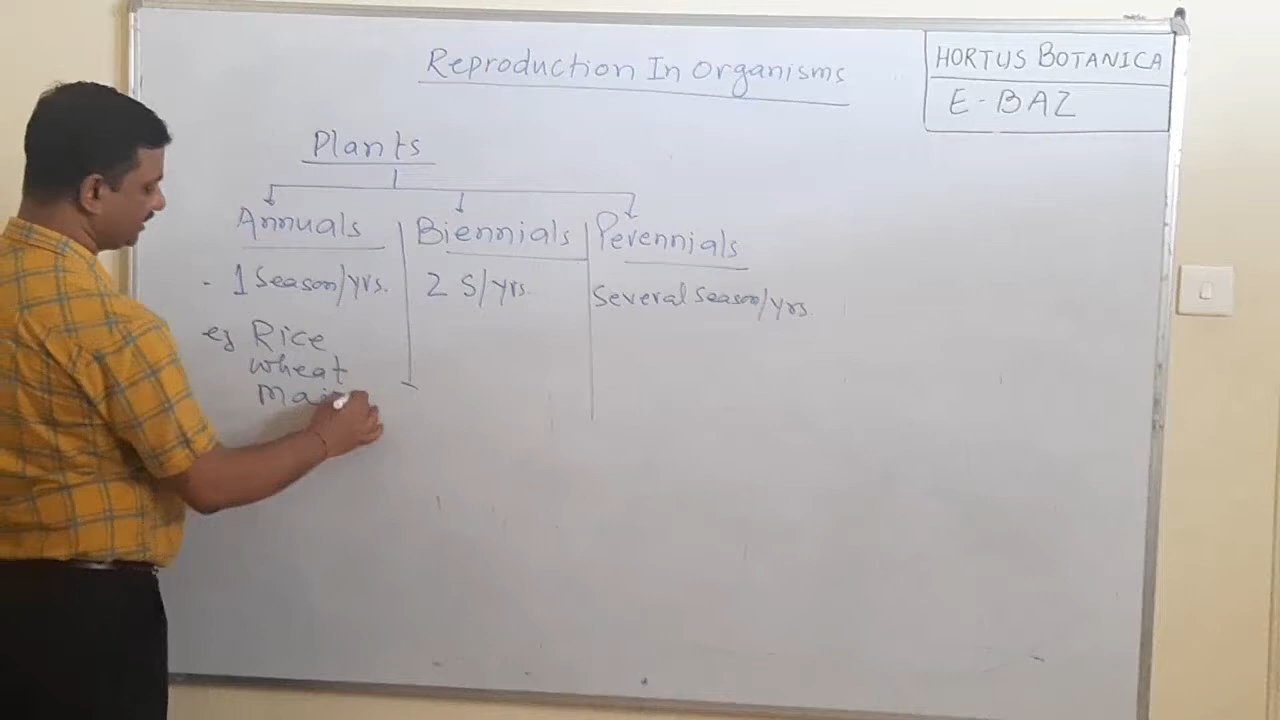 Reproduction In Organisms
HORTUS BOTANICA
E-BAZ
Plants
Annuals
Biennials
Perennials
- 1 Season/yrs.
2 S/yrs.
Several Season/yrs
eg Rice
Wheat